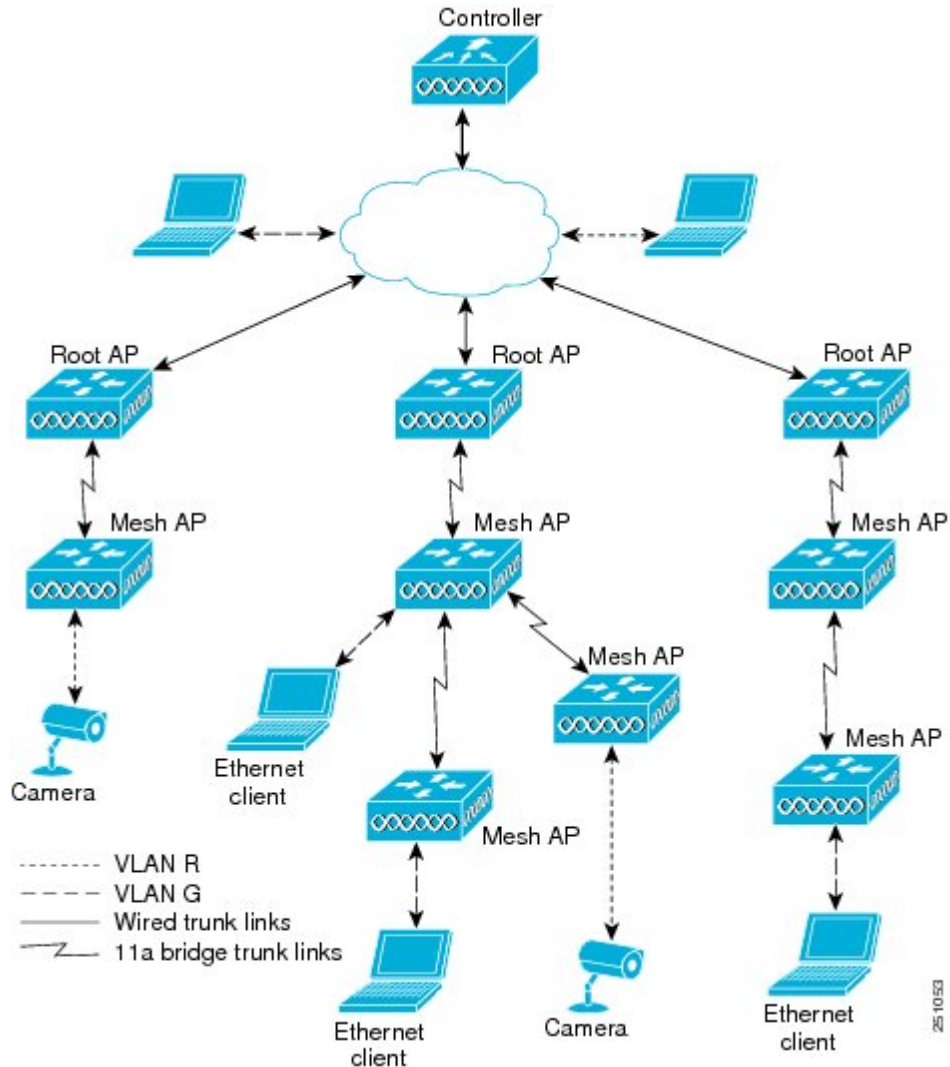 Controller
Root AP
Root AP
Root AP
Mesh AP
Mesh AP
Mesh AP
Mesh AP
Mesh AP
Ethernet
client
Camera
Mesh AP
VLAN R
VLAN G
Wired trunk links
11a bridge trunk links
Ethernet
client
Camera
Ethernet
client
251053